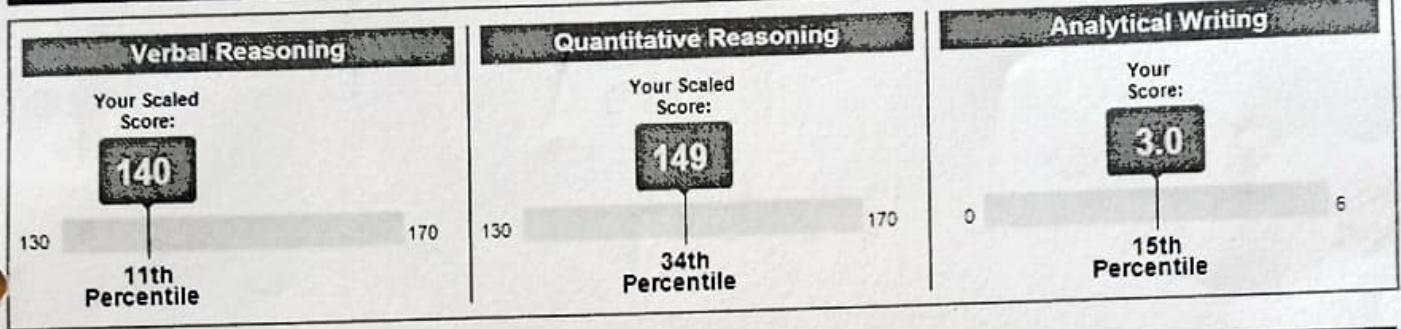 Verbal Reasoning
Your Scaled
Score:
140
130
170
11th
Percentile
Quantitative Reasoning
Your Scaled
Score:
149
130
170
34th
Percentile
Analytical Writing
Your
Score:
3.0
0
6
15th
Percentile